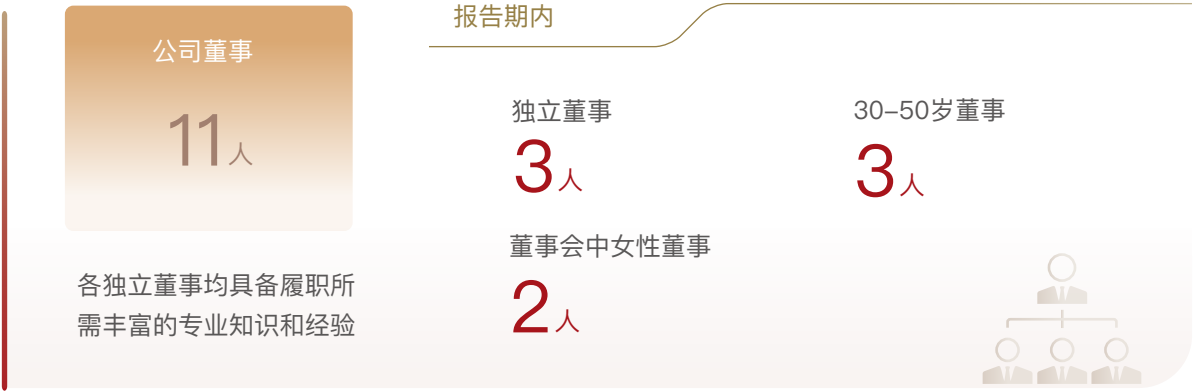 公司董事
11人
各独立董事均具备履职所
需丰富的专业知识和经验
报告期内
独立董事
3人
30–50岁董事
3人
董事会中女性董事
2人